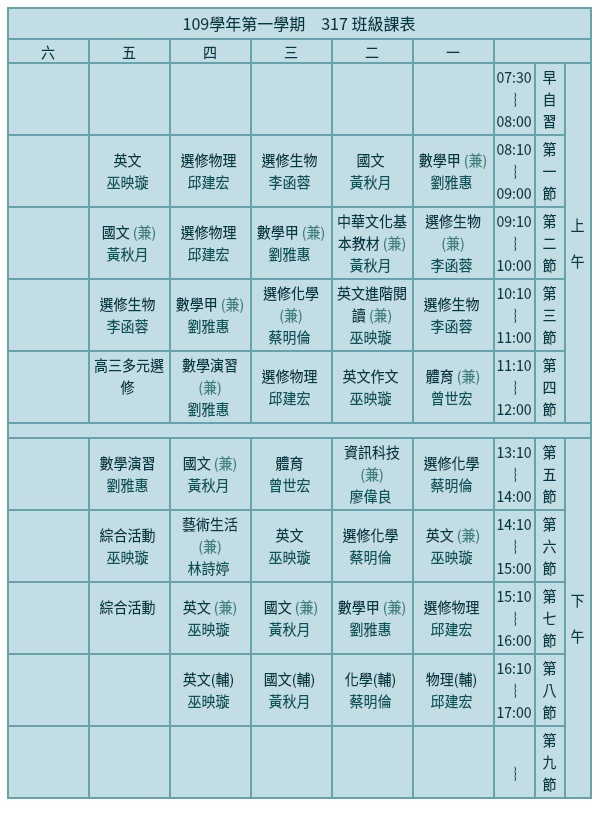 109學年第一學期 317 班級課表
六 五 四 三 二 一
07:30
~
08:00
早
自
習
上
午
英文
巫映璇
選修物理
邱建宏
選修生物
李函蓉
國文
黃秋月
數學甲 (兼)
劉雅惠
08:10
~
09:00
第
一
節
國文 (兼)
黃秋月
選修物理
邱建宏
數學甲 (兼)
劉雅惠
中華文化基
本教材 (兼)
黃秋月
選修生物
(兼)
李函蓉
09:10
~
10:00
第
二
節
選修生物
李函蓉
數學甲 (兼)
劉雅惠
選修化學
(兼)
蔡明倫
英文進階閱
讀 (兼)
巫映璇
選修生物
李函蓉
10:10
~
11:00
第
三
節
高三多元選
修
數學演習
(兼)
劉雅惠
選修物理
邱建宏
英文作文
巫映璇
體育 (兼)
曾世宏
11:10
~
12:00
第
四
節
數學演習
劉雅惠
國文 (兼)
黃秋月
體育
曾世宏
資訊科技
(兼)
廖偉良
選修化學
蔡明倫
13:10
~
14:00
第
五
節
下
午
綜合活動
巫映璇
藝術生活
(兼)
林詩婷
英文
巫映璇
選修化學
蔡明倫
英文 (兼)
巫映璇
14:10
~
15:00
第
六
節
綜合活動
英文 (兼)
巫映璇
國文 (兼)
黃秋月
數學甲 (兼)
劉雅惠
選修物理
邱建宏
15:10
~
16:00
第
七
節
英文(輔)
巫映璇
國文(輔)
黃秋月
化學(輔)
蔡明倫
物理(輔)
邱建宏
16:10
~
17:00
第
八
節
~
第
九
節